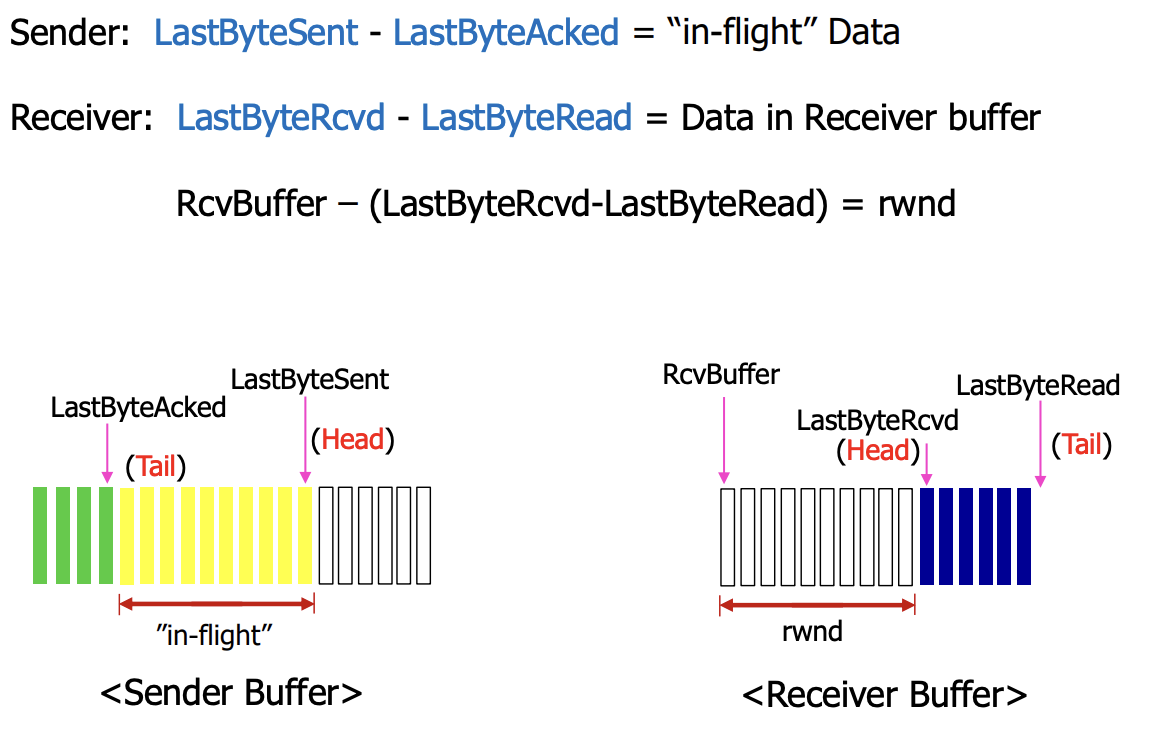 Sender: LastByteSent - LastByteAcked = “in-flight” Data
Receiver: LastByteRcvd - LastByteRead = Data in Receiver buffer
RcvBuffer – (LastByteRcvd-LastByteRead) = rwnd
LastByteSent
LastByteAcked
(Head)
(Tail)
”in-flight”
<Sender Buffer>
RcvBuffer
LastByteRead
LastByteRcvd
(Head)
(Tail)
rwnd
<Receiver Buffer>